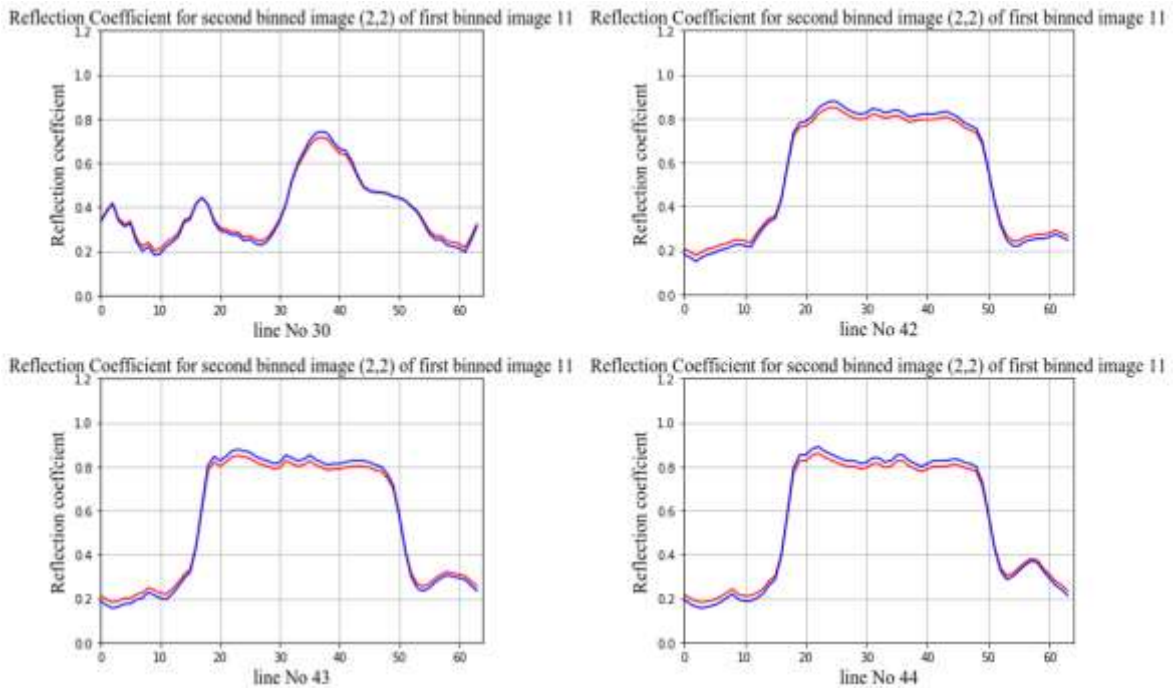 Reflection Coefficient for second binned image (2,2) of first binned image 11
1.2
1.0
0.8
0.6
0.4
0.2
0.0
Reflection coeffcient
0 10 20 30 40 50 60
line No 30
Reflection Coefficient for second binned image (2,2) of first binned image 11
1.2
1.0
0.8
0.6
0.4
0.2
0.0
Reflection coeffcient
0 10 20 30 40 50 60
line No 42
Reflection Coefficient for second binned image (2,2) of first binned image 11
1.2
1.0
0.8
0.6
0.4
0.2
0.0
Reflection coeffcient
0 10 20 30 40 50 60
line No 43
Reflection Coefficient for second binned image (2,2) of first binned image 11
1.2
1.0
0.8
0.6
0.4
0.2
0.0
Reflection coeffcient
0 10 20 30 40 50 60
line No 44